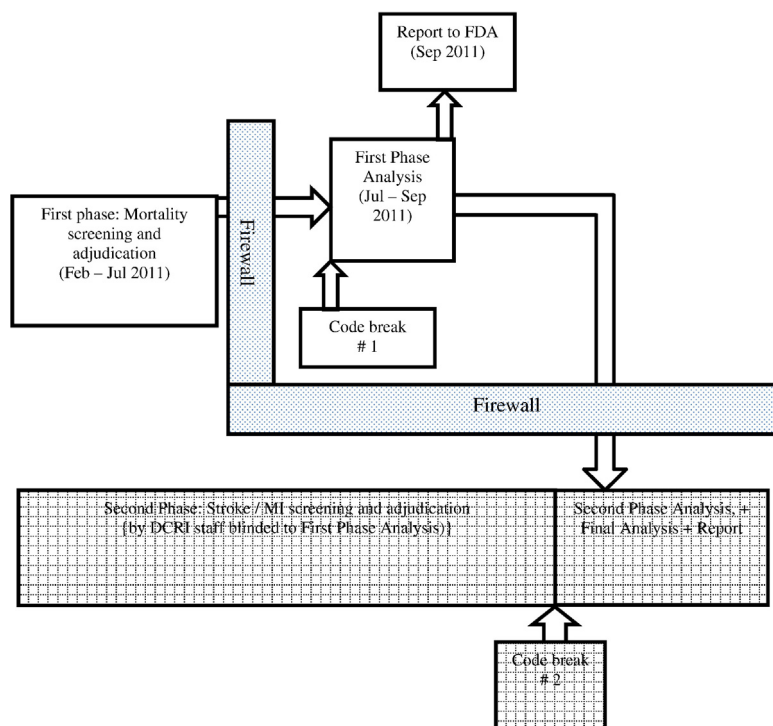 Report to FDA
(Sep 2011)
First Phase
Analysis
(Jul – Sep
2011)
First phase: Mortality
screening and
adjudication
(Feb – Jul 2011)
Firewall
Code break
# 1
Firewall
Second Phase: Stroke / MI screening and adjudication
{by DCRI staff blinded to First Phase Analysis)}
Second Phase Analysis, +
Final Analysis + Report
Code break
# 2